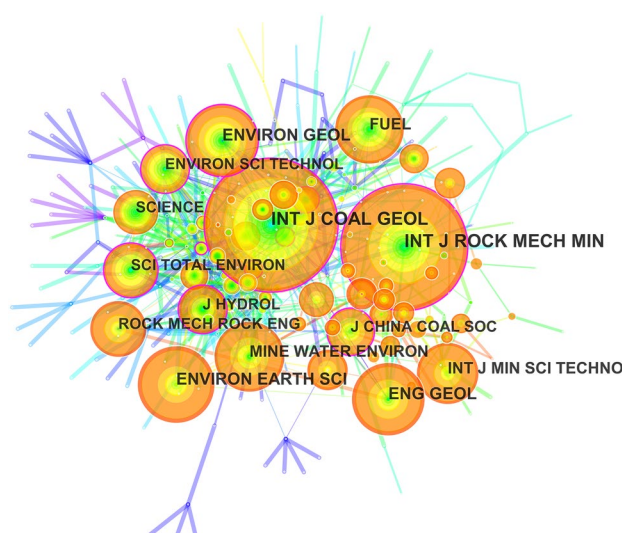 FUEL
ENVIRON GEOL
ENVIRON SCI TECHNOL
SCIENCE
INT J COAL GEOL
INT J ROCK MECH MIN
SCI TOTAL ENVIRON
J HYDROL
ROCK MECH ROCK ENG
J CHINA COAL SOC
MINE WATER ENVIRON
INT J MIN SCI TECHNO
ENVIRON EARTH SCI
ENG GEOL